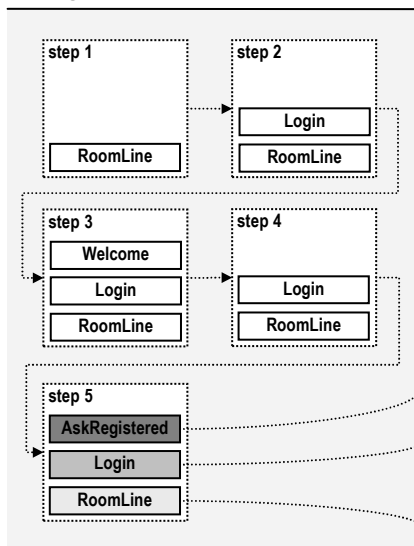 step 1
RoomLine
step 2
Login
RoomLine
step 3
Welcome
Login
RoomLine
step 4
Login
RoomLine
step 5
AskRegistered
Login
RoomLine